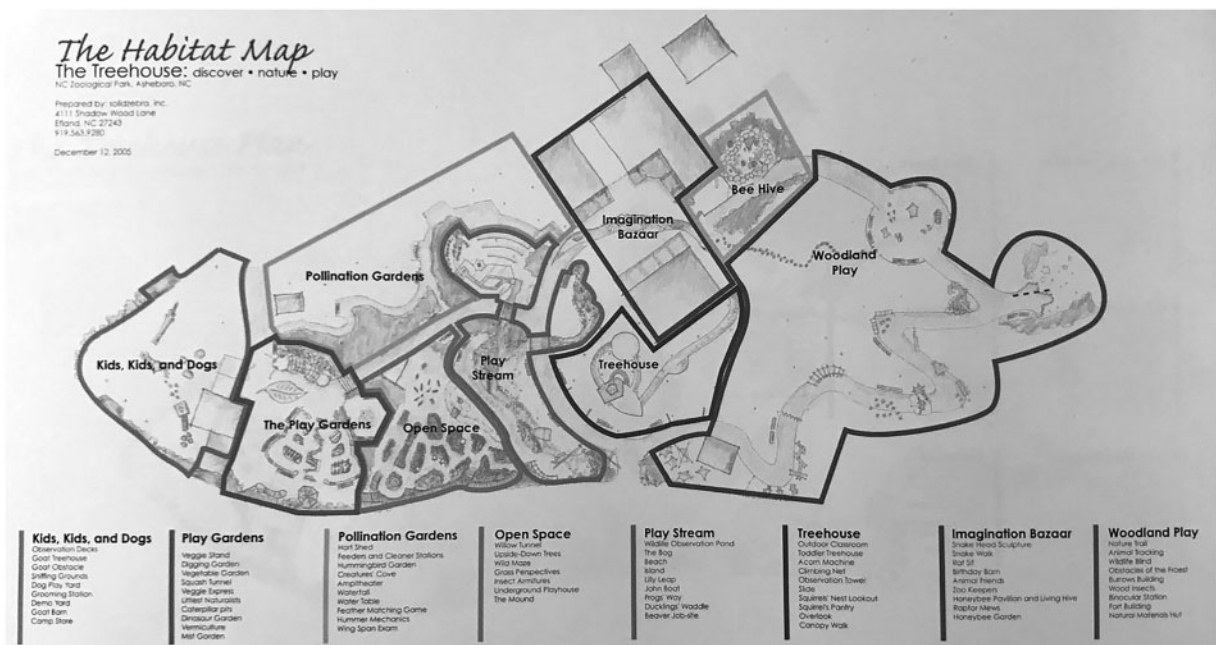 The Habitat Map
The Treehouse: discover • nature • play
NC Zoological Park, Asheboro, NC
Prepared by: solidzebra, inc.
4111 Shadow Wood Lane
Efland, NC 27243
919.563.9280
December 12, 2005
Bee Hive
Imagination
Bazaar
Woodland
Play
Pollination Gardens
Kids, Kids, and Dogs
Play
Stream
Treehouse
The Play Gardens
Open Space
Kids, Kids, and Dogs
Observation Decks
Goat Treehouse
Goat Obstacle
Sniffing Grounds
Dog Play Yard
Grooming Station
Demo Yard
Goat Barn
Camp Store
Play Gardens
Veggie Stand
Digging Garden
Vegetable Garden
Squash Tunnel
Veggie Express
Littlest Naturalists
Caterpillar pits
Dinosaur Garden
Vermiculture
Mist Garden
Pollination Gardens
Hort Shed
Feeders and Cleaner Stations
Hummingbird Garden
Creatures' Cove
Ampitheater
Waterfall
Water Table
Feather Matching Game
Hummer Mechanics
Wing Span Exam
Open Space
Willow Tunnel
Upside-Down Trees
Wild Maze
Grass Perspectives
Insect Armitures
Underground Playhouse
The Mound
Play Stream
Wildlife Observation Pond
The Bog
Beach
Island
Lilly Leap
John Boat
Frogs' Way
Ducklings' Waddle
Beaver Job-site
Treehouse
Outdoor Classroom
Toddler Treehouse
Acorn Machine
Climbing Net
Observation Tower
Slide
Squirrels' Nest Lookout
Squirrel's Pantry
Overlook
Canopy Walk
Imagination Bazaar
Snake Head Sculpture
Snake Walk
Rat Sit
Birthday Barn
Animal Friends
Zoo Keepers
Honeybee Pavillion and Living Hive
Raptor Mews
Honeybee Garden
Woodland Play
Nature Trail
Animal Tracking
Wildlife Blind
Obstacles of the Forest
Burrows Building
Wood Insects
Binocular Station
Fort Building
Natural Materials Hut